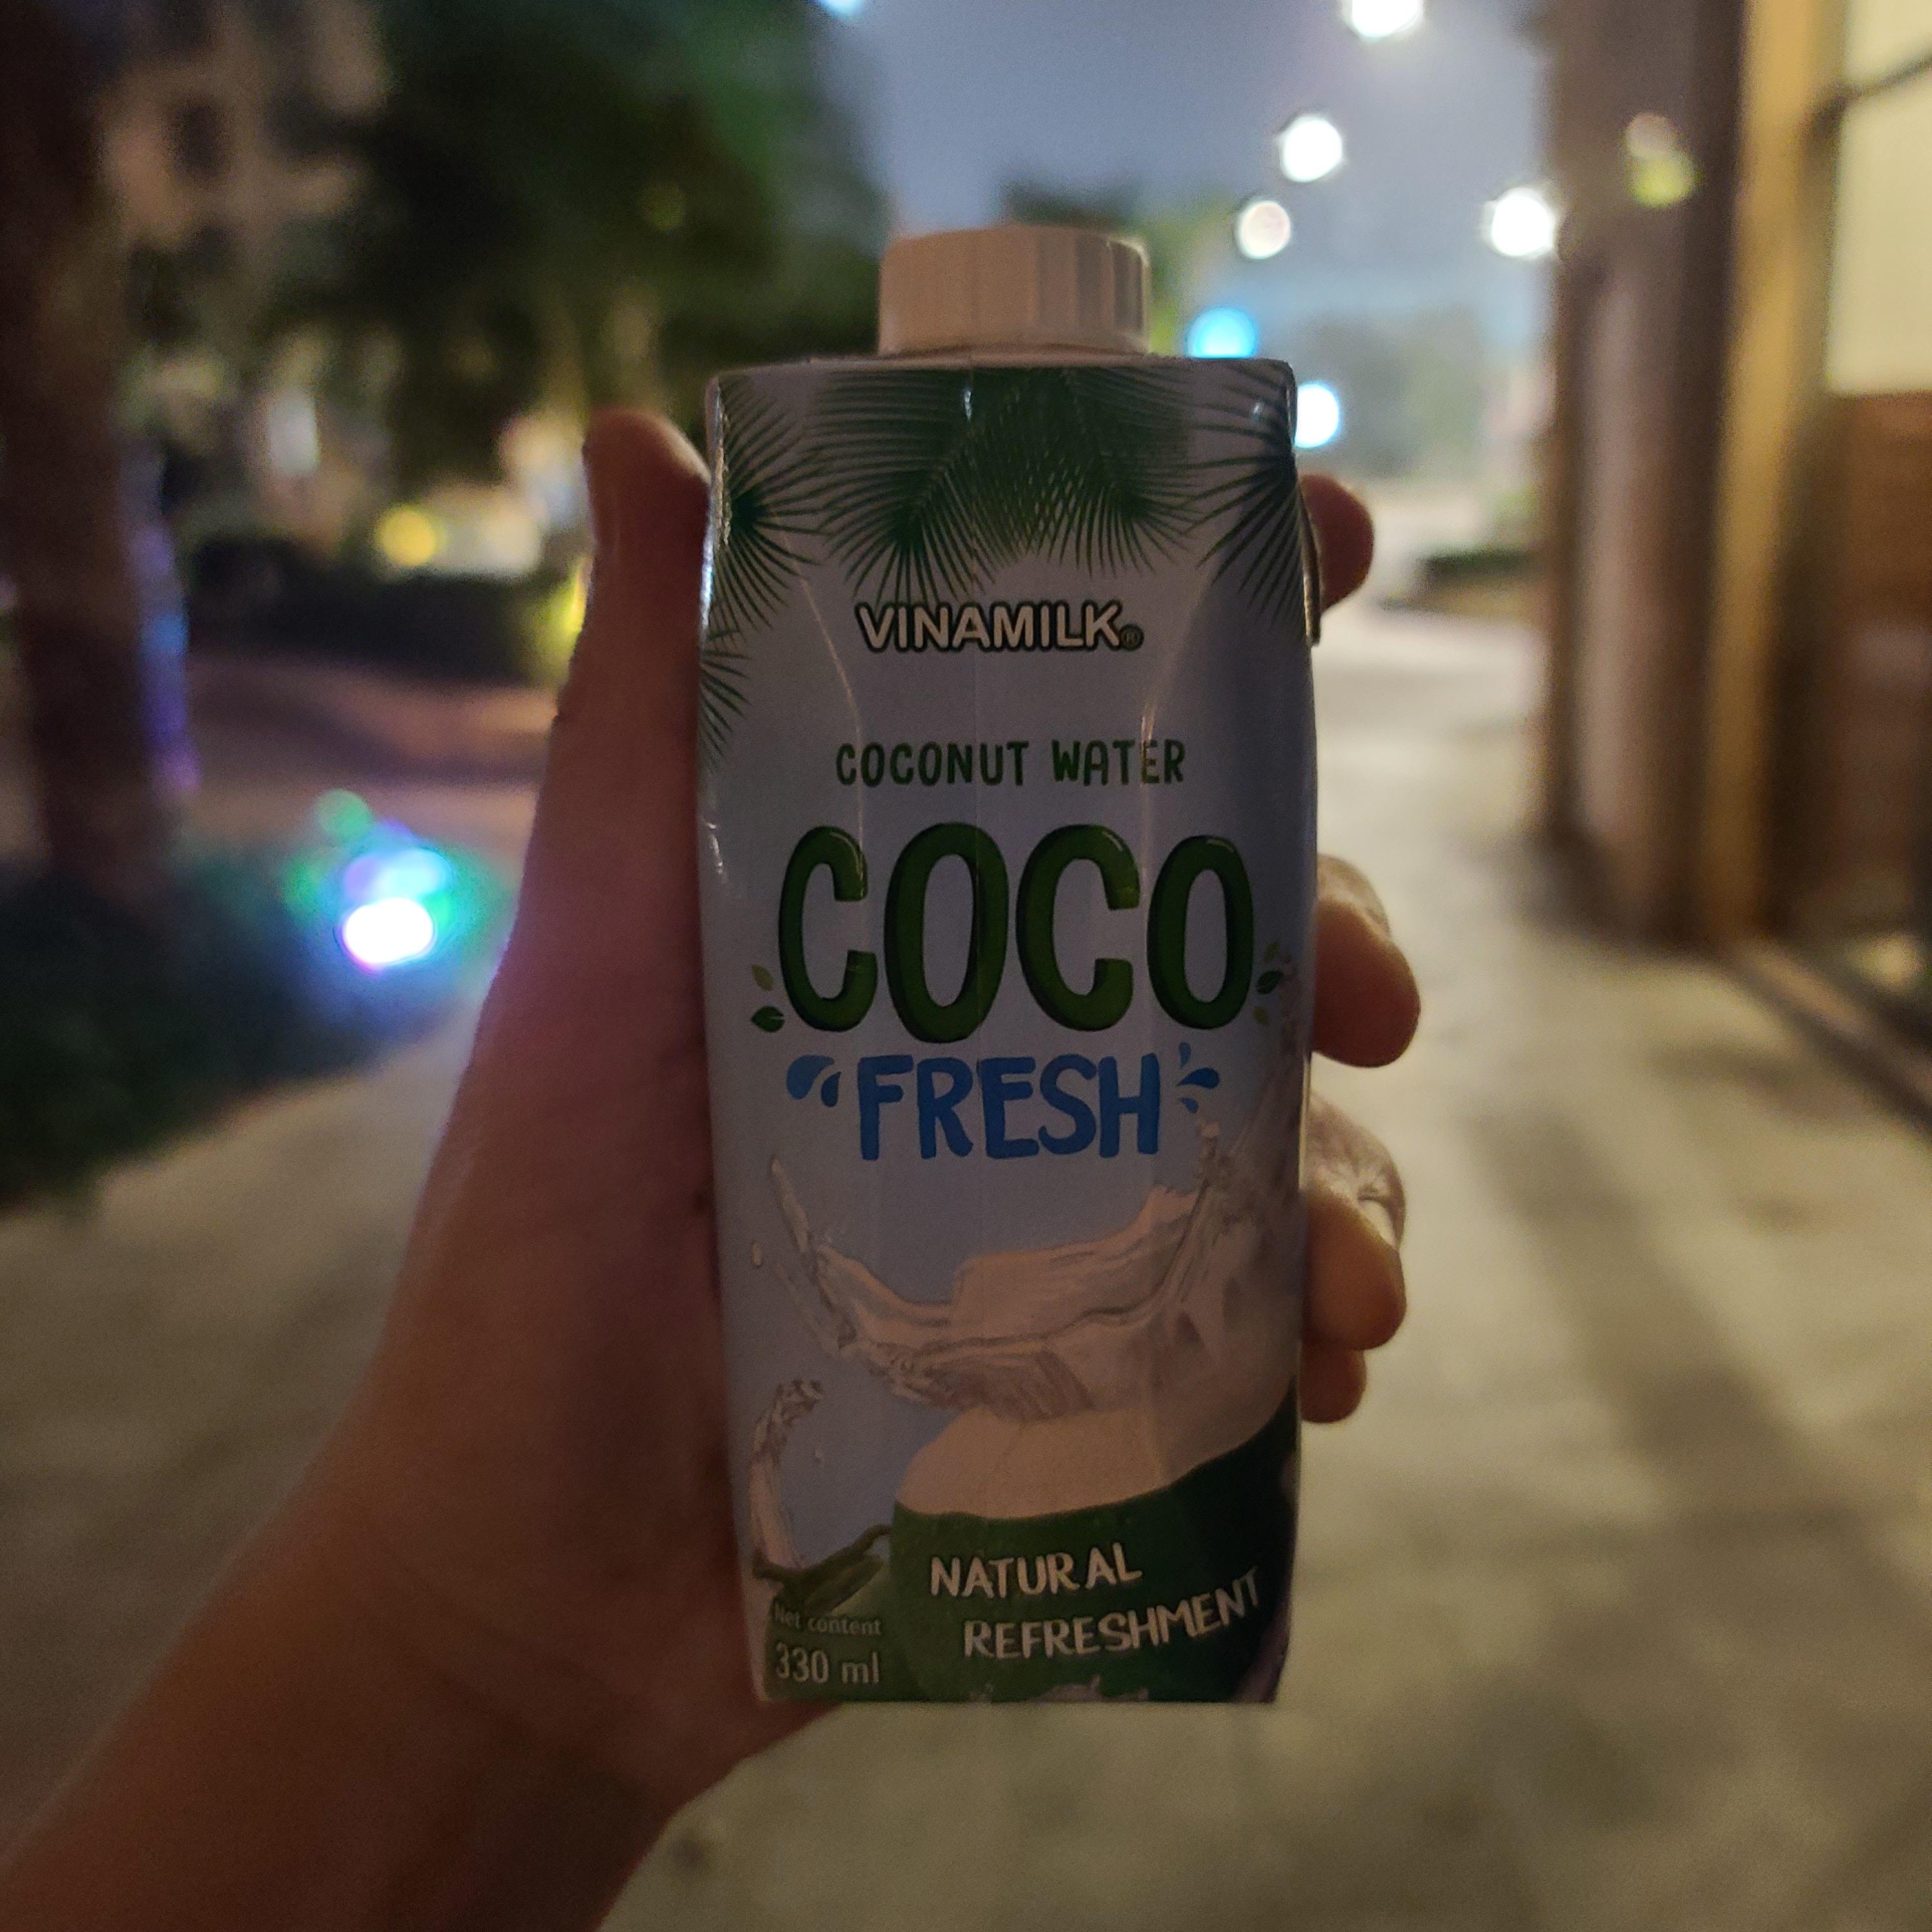 VINAMILK®
COCONUT WATER
COCO
FRESH
NATURAL
REFRESHMENT
Net content
330 ml